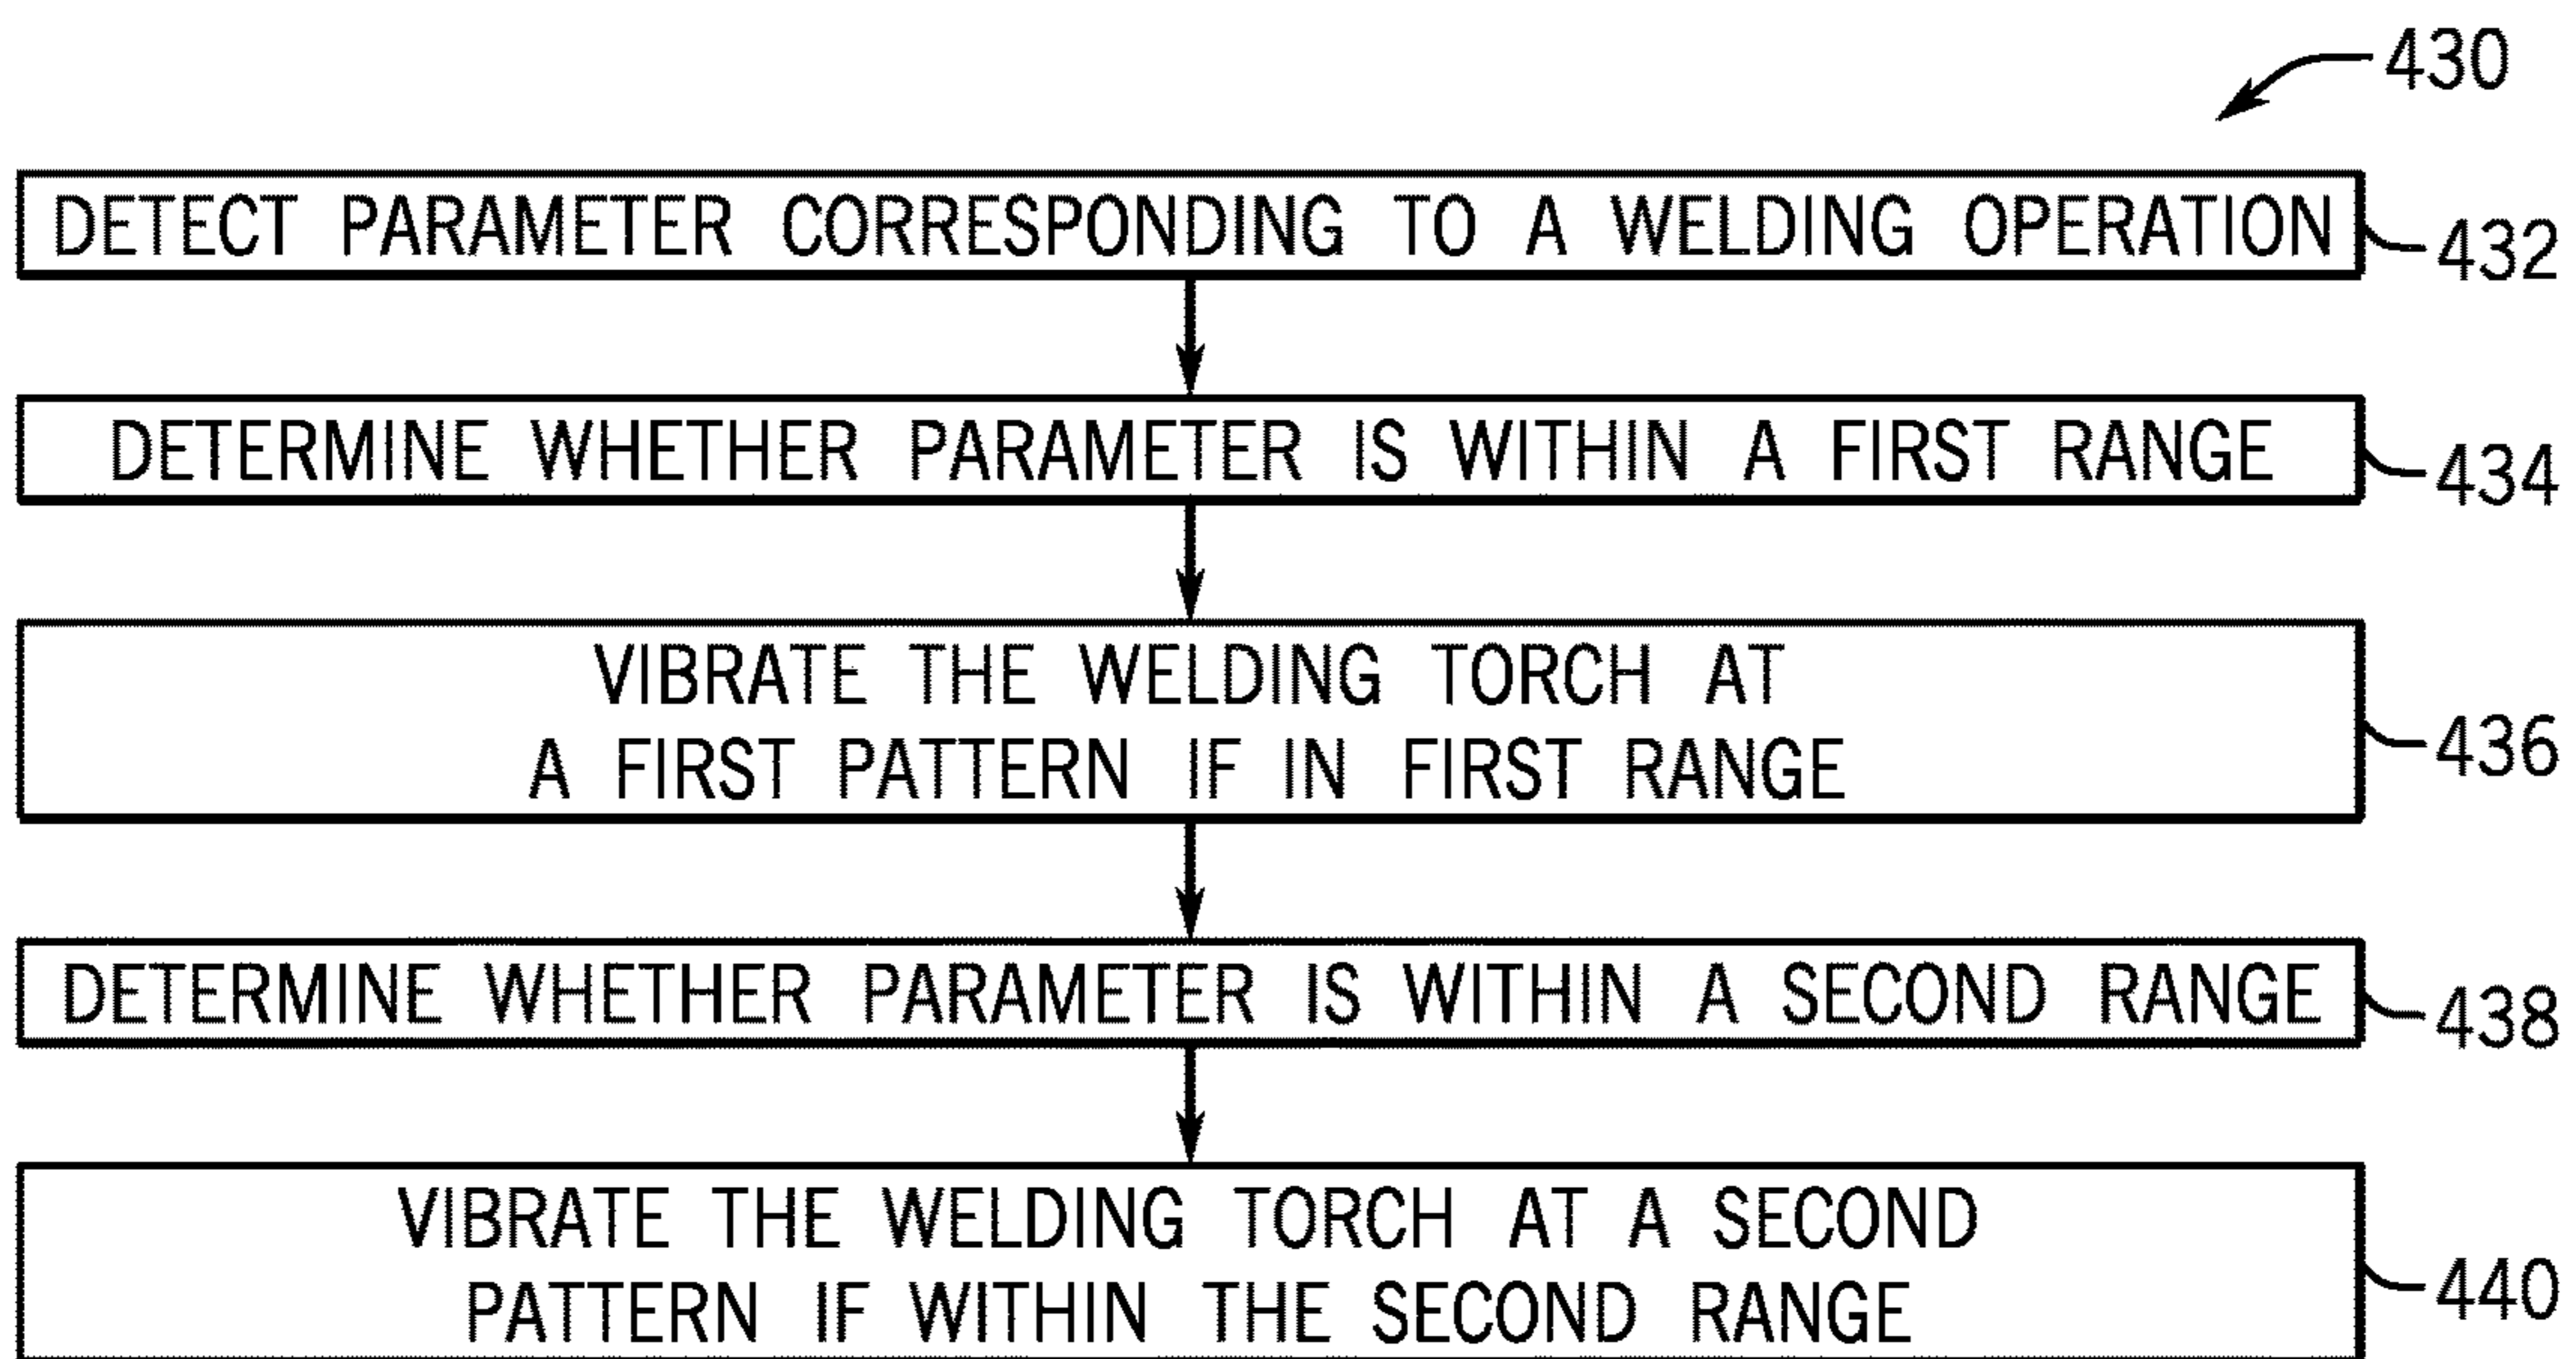 430
DETECT PARAMETER CORRESPONDING TO A WELDING OPERATION
432
DETERMINE WHETHER PARAMETER IS WITHIN A FIRST RANGE
434
VIBRATE THE WELDING TORCH AT
A FIRST PATTERN IF IN FIRST RANGE
436
DETERMINE WHETHER PARAMETER IS WITHIN A SECOND RANGE
438
VIBRATE THE WELDING TORCH AT A SECOND
PATTERN IF WITHIN THE SECOND RANGE
440